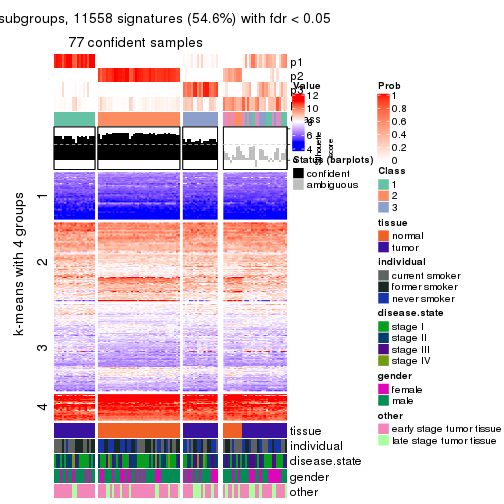 subgroups, 11558 signatures (54.6%) with fdr < 0.05
77 confident samples
p1
p2
p3
Value
12
10
8
6
4
Prob
1
0.8
0.6
0.4
0.2
0
Silhouette
score
Status (barplots)
confident
ambiguous
Class
1
2
3
k-means with 4 groups
1
2
3
4
tissue
normal
tumor
individual
current smoker
former smoker
never smoker
disease.state
stage I
stage II
stage III
stage IV
gender
female
male
other
early stage tumor tissue
late stage tumor tissue
tissue
individual
disease.state
gender
other